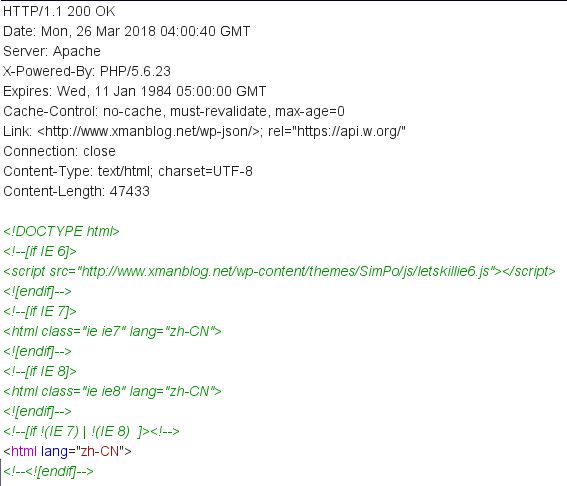 HTTP/1.1 200 OK
Date: Mon, 26 Mar 2018 04:00:40 GMT
Server: Apache
X-Powered-By: PHP/5.6.23
Expires: Wed, 11 Jan 1984 05:00:00 GMT
Cache-Control: no-cache, must-revalidate, max-age=0
Link: <http://www.xmanblog.net/wp-json/>; rel="https://api.w.org/"
Connection: close
Content-Type: text/html; charset=UTF-8
Content-Length: 47433
<!DOCTYPE html>
<!--[if IE 6]>
<script src="http://www.xmanblog.net/wp-content/themes/SimPo/js/letskillie6.js"></script>
<![endif]-->
<!--[if IE 7]>
<html class="ie ie7" lang="zh-CN">
<![endif]-->
<!--[if IE 8]>
<html class="ie ie8" lang="zh-CN">
<![endif]-->
<!--[if !(IE 7) | !(IE 8)  ]><!-->
<html lang="zh-CN">
<!--<![endif]-->